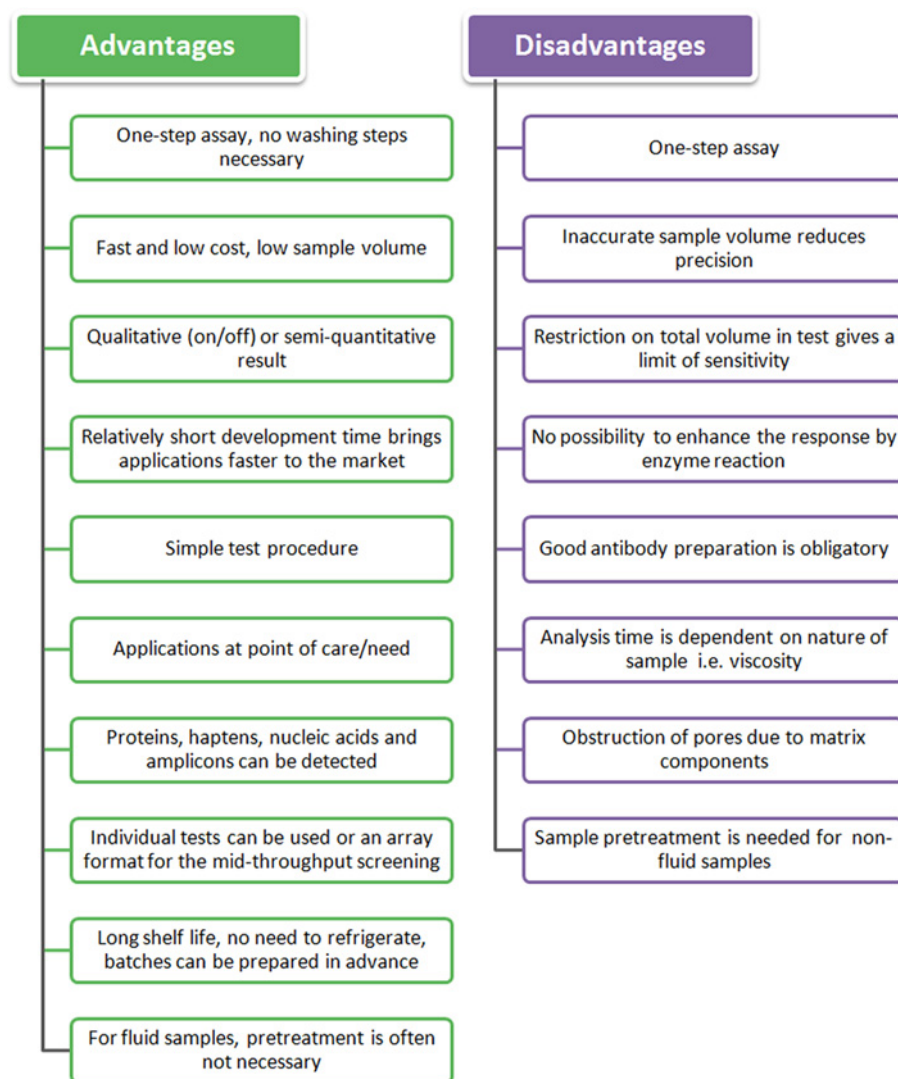 Advantages
One-step assay, no washing steps
necessary
Fast and low cost, low sample volume
Qualitative (on/off) or semi-quantitative
result
Relatively short development time brings
applications faster to the market
Simple test procedure
Applications at point of care/need
Proteins, haptens, nucleic acids and
amplicons can be detected
Individual tests can be used or an array
format for the mid-throughput screening
Long shelf life, no need to refrigerate,
batches can be prepared in advance
For fluid samples, pretreatment is often
not necessary
Disadvantages
One-step assay
Inaccurate sample volume reduces
precision
Restriction on total volume in test gives a
limit of sensitivity
No possibility to enhance the response by
enzyme reaction
Good antibody preparation is obligatory
Analysis time is dependent on nature of
sample i.e. viscosity
Obstruction of pores due to matrix
components
Sample pretreatment is needed for non-
fluid samples